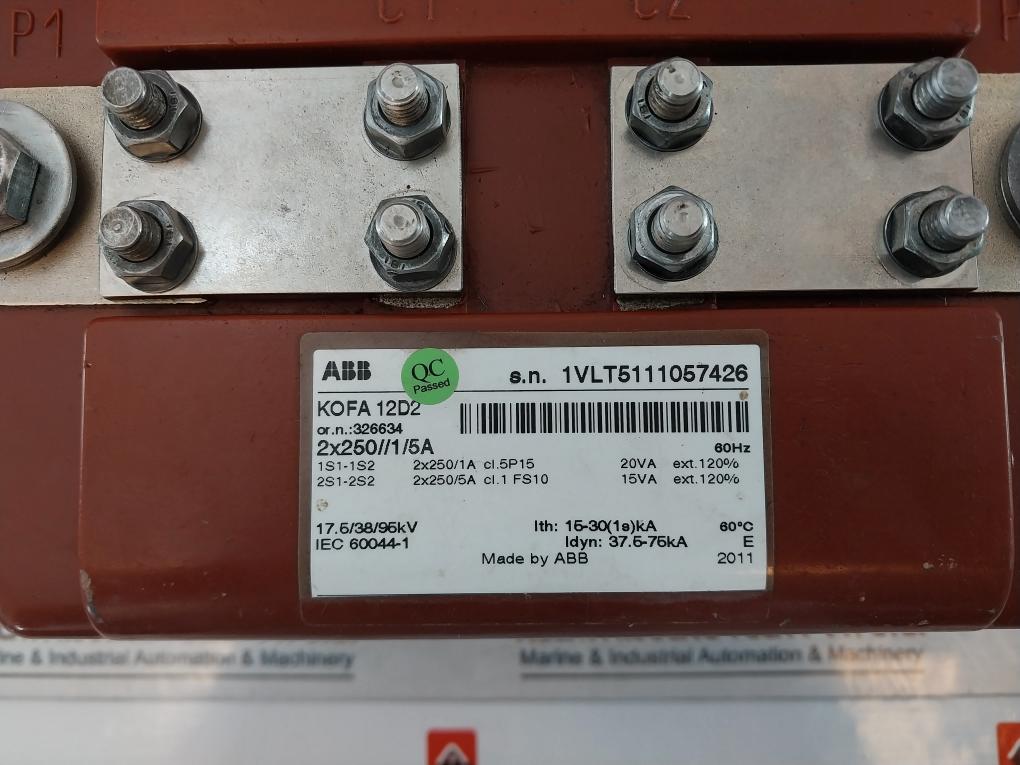 P1 C1 C2
ABB QC Passed s.n. 1VLT5111057426
KOFA 12D2
or.n.:326634
2x250//1/5A 60Hz
1S1-1S2 2x250/1A cl.5P15 20VA ext.120%
2S1-2S2 2x250/5A cl.1 FS10 15VA ext.120%
17.5/38/95kV Ith: 15-30(1s)kA 60°C
IEC 60044-1 Idyn: 37.5-75kA E
Made by ABB 2011
& Industrial Automation & Machinery Marine & Industrial Automation & Machinery